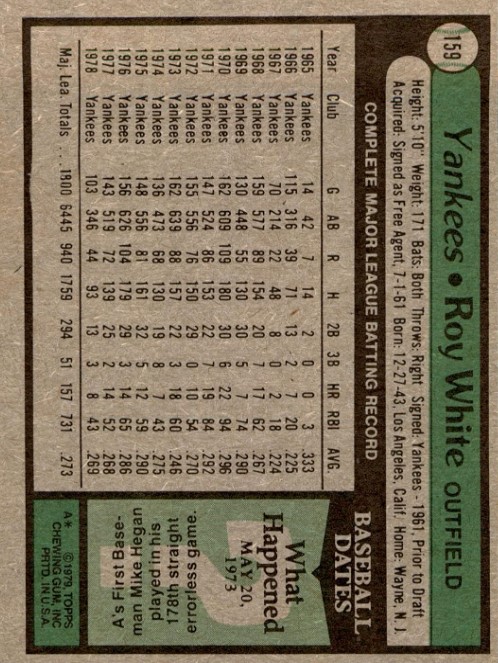 159
Yankees • Roy White OUTFIELD
Height: 5'10" Weight: 171 Bats: Both Throws: Right Signed: Yankees - 1961, Prior to Draft
Acquired: Signed as Free Agent, 7-1-61 Born: 12-27-43, Los Angeles, Calif. Home: Wayne, N. J.
COMPLETE MAJOR LEAGUE BATTING RECORD
Year Club G AB R H 2B 3B HR RBI AVG.
1965 Yankees 14 42 7 14 2 0 0 3 .333
1966 Yankees 115 316 39 71 13 2 7 20 .225
1967 Yankees 70 214 22 48 8 0 2 18 .224
1968 Yankees 159 577 89 154 20 7 17 62 .267
1969 Yankees 130 448 55 130 30 5 7 74 .290
1970 Yankees 162 609 109 180 30 6 22 94 .296
1971 Yankees 147 524 86 153 22 7 19 84 .292
1972 Yankees 155 556 76 150 29 0 10 54 .270
1973 Yankees 162 639 88 157 22 3 18 60 .246
1974 Yankees 136 473 68 130 19 8 7 43 .275
1975 Yankees 148 556 81 161 32 5 12 59 .290
1976 Yankees 156 626 104 179 29 3 14 65 .286
1977 Yankees 143 519 72 139 25 2 14 52 .268
1978 Yankees 103 346 44 93 13 3 8 43 .269
Maj. Lea. Totals . . . 1800 6445 940 1759 294 51 157 731 .273
BASEBALL
DATES
What
Happened
MAY 20,
1973
?
A's First Base-
man Mike Hegan
played in his
178th straight
errorless game.
A* © 1979 TOPPS
CHEWING GUM, INC
PRTD. IN U.S.A.